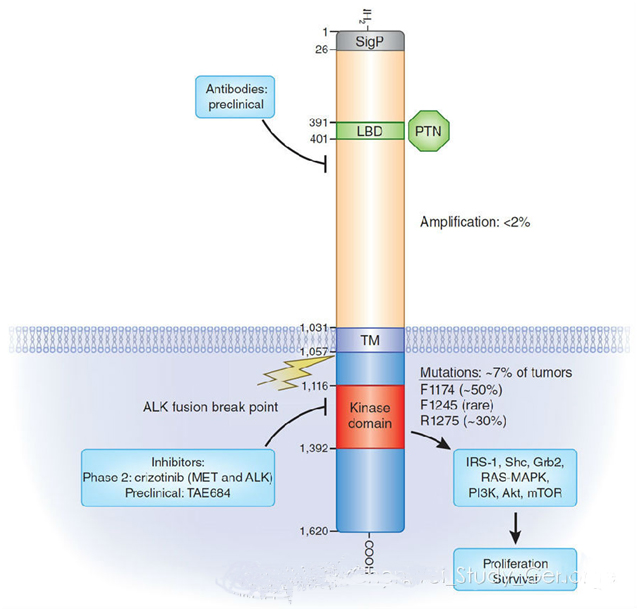 NH₂
1
SigP
26
Antibodies:
preclinical
391
LBD
PTN
401
Amplification: <2%
1,031
TM
1,057
Mutations: ~7% of tumors
1,116
F1174 (~50%)
ALK fusion break point
Kinase
domain
F1245 (rare)
R1275 (~30%)
1,392
Inhibitors:
Phase 2: crizotinib (MET and ALK)
Preclinical: TAE684
IRS-1, Shc, Grb2,
RAS-MAPK,
PI3K, Akt, mTOR
1,620
COOH
Proliferation
Survival